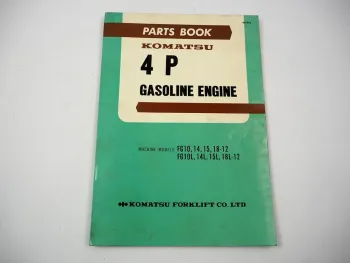 PARTS BOOK
KOMATSU
4 P
GASOLINE ENGINE
MACHINE MODELS FG10, 14, 15, 18-12
FG10L, 14L, 15L, 18L-12
KOMATSU FORKLIFT CO. LTD